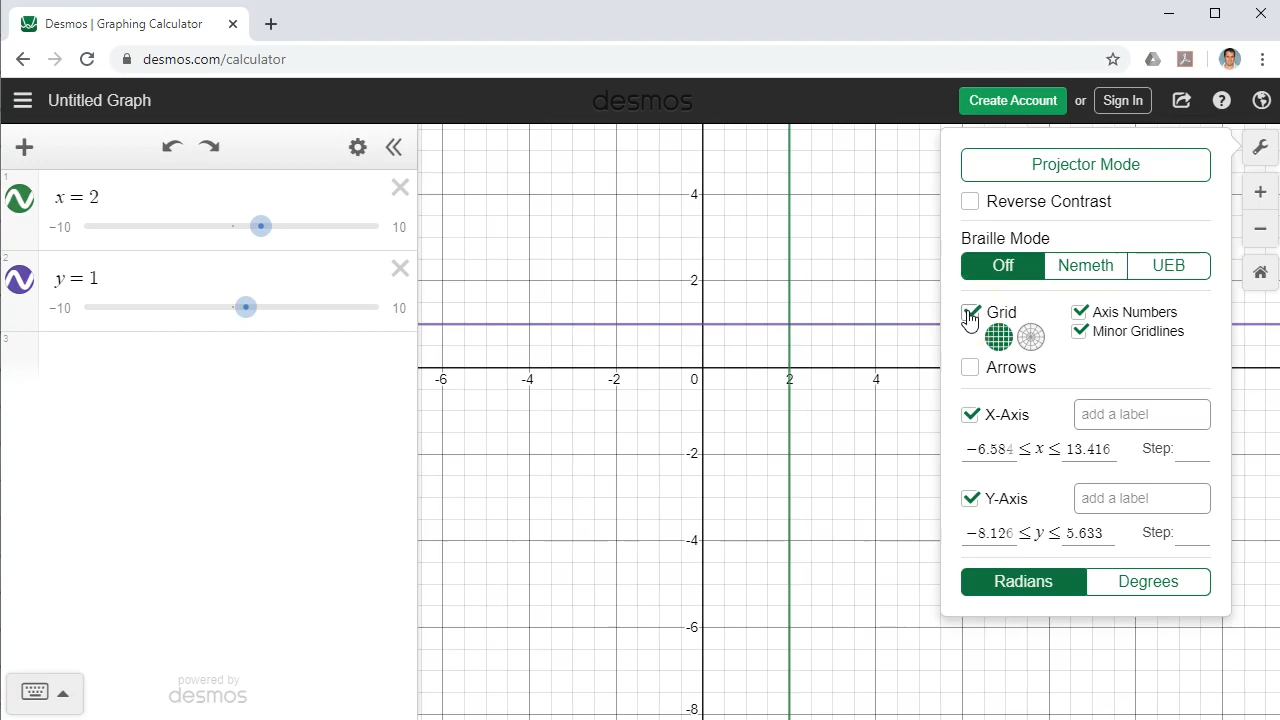 Desmos | Graphing Calculator
desmos.com/calculator
Untitled Graph
desmos
Create Account or Sign In
1
x = 2
−10 10
2
y = 1
−10 10
3
powered by
desmos
4
2
-6 -4 -2 0 2 4
-2
-4
-6
-8
Projector Mode
Reverse Contrast
Braille Mode
Off Nemeth UEB
Grid Axis Numbers
Minor Gridlines
Arrows
X-Axis add a label
−6.584 ≤ x ≤ 13.416 Step:
Y-Axis add a label
−8.126 ≤ y ≤ 5.633 Step:
Radians Degrees